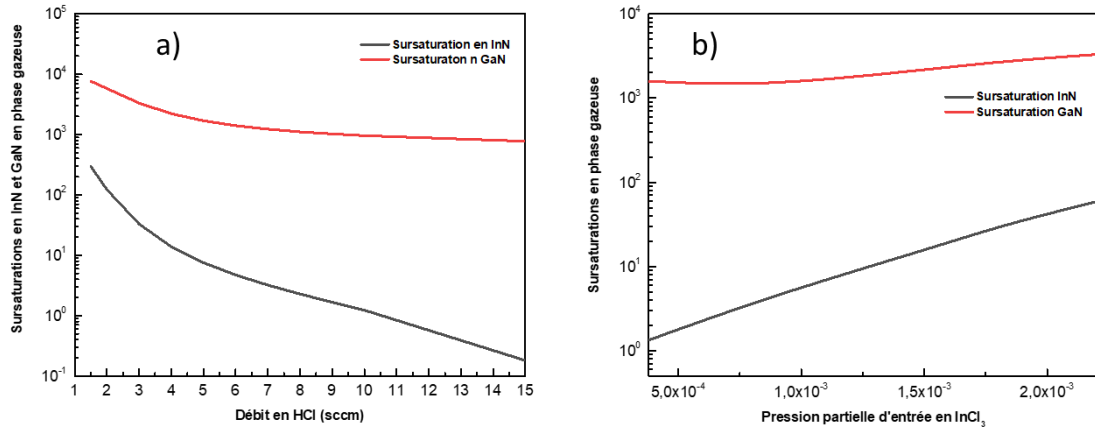 a)
Sursaturation en InN
Sursaturaton n GaN
Sursaturations en InN et GaN en phase gazeuse
10^5
10^4
10^3
10^2
10^1
10^0
10^-1
1 2 3 4 5 6 7 8 9 10 11 12 13 14 15
Débit en HCl (sccm)
b)
Sursaturation InN
Sursaturation GaN
Sursaturations en phase gazeuse
10^4
10^3
10^2
10^1
10^0
5,0x10^-4 1,0x10^-3 1,5x10^-3 2,0x10^-3
Pression partielle d'entrée en InCl₃